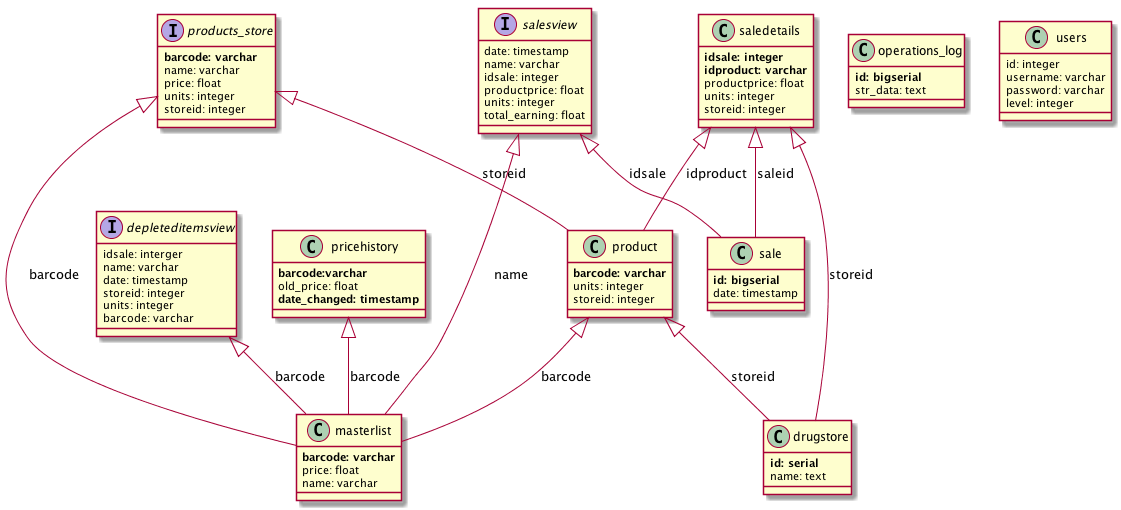 I products_store
barcode: varchar
name: varchar
price: float
units: integer
storeid: integer
I salesview
date: timestamp
name: varchar
idsale: integer
productprice: float
units: integer
total_earning: float
C saledetails
idsale: integer
idproduct: varchar
productprice: float
units: integer
storeid: integer
C operations_log
id: bigserial
str_data: text
C users
id: integer
username: varchar
password: varchar
level: integer
storeid
idsale
idproduct
saleid
I depleteditemsview
idsale: interger
name: varchar
date: timestamp
storeid: integer
units: integer
barcode: varchar
C pricehistory
barcode:varchar
old_price: float
date_changed: timestamp
C product
barcode: varchar
units: integer
storeid: integer
C sale
id: bigserial
date: timestamp
barcode
name
storeid
barcode
barcode
barcode
storeid
C masterlist
barcode: varchar
price: float
name: varchar
C drugstore
id: serial
name: text